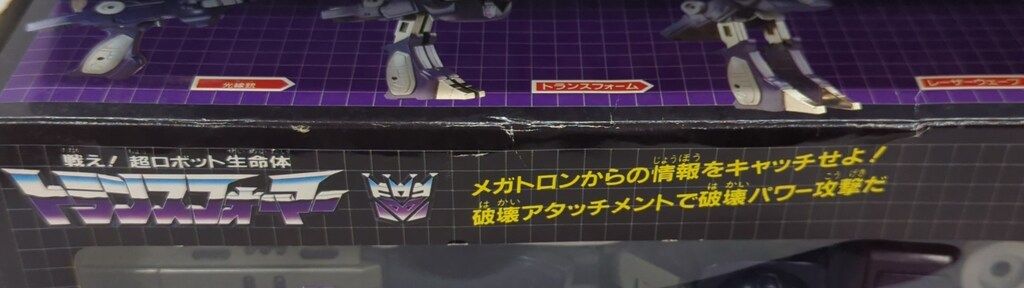 光線銃
トランスフォーム
レーザーウェーブ
戦え!超ロボット生命体
トランスフォーマー
メガトロンからの情報をキャッチせよ!
破壊アタッチメントで破壊パワー攻撃だ